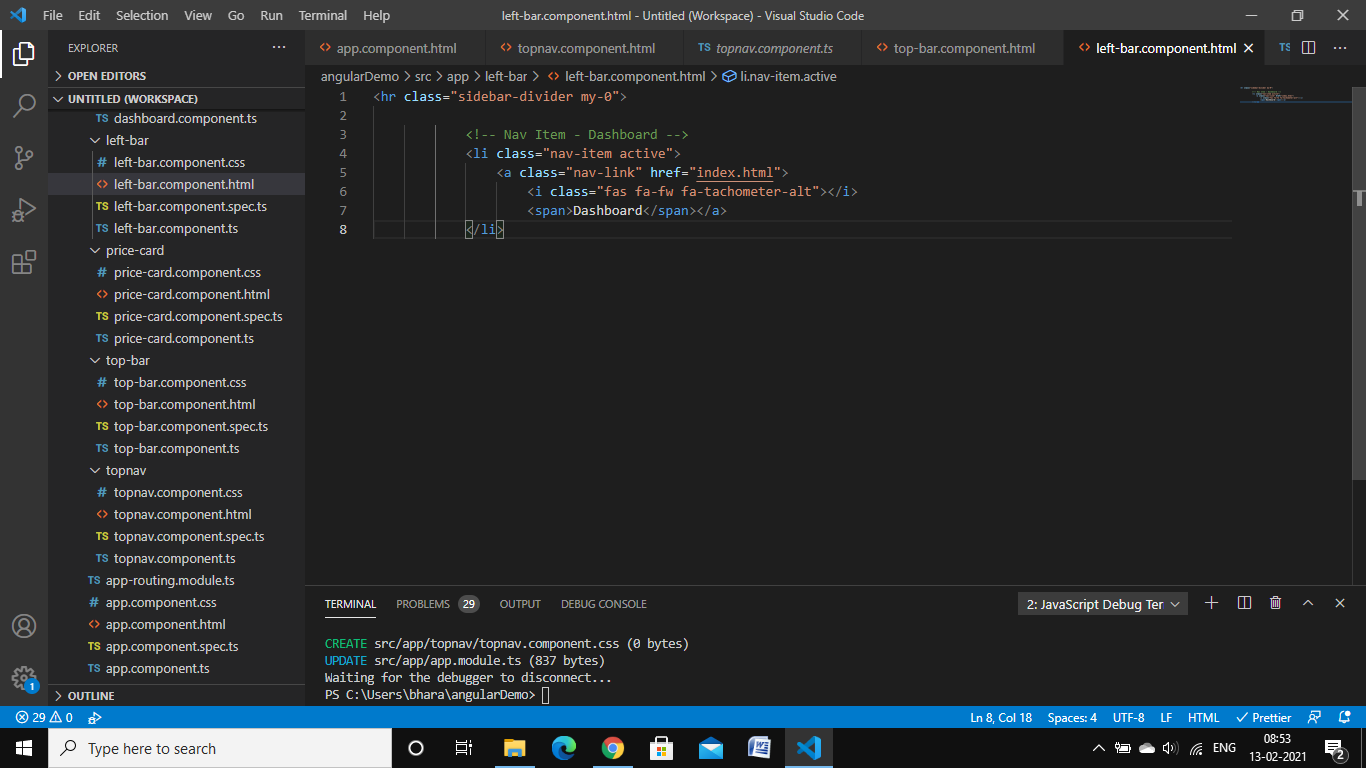 File Edit Selection View Go Run Terminal Help left-bar.component.html - Untitled (Workspace) - Visual Studio Code
EXPLORER
OPEN EDITORS
UNTITLED (WORKSPACE)
TS dashboard.component.ts
left-bar
# left-bar.component.css
<> left-bar.component.html
TS left-bar.component.spec.ts
TS left-bar.component.ts
price-card
# price-card.component.css
<> price-card.component.html
TS price-card.component.spec.ts
TS price-card.component.ts
top-bar
# top-bar.component.css
<> top-bar.component.html
TS top-bar.component.spec.ts
TS top-bar.component.ts
topnav
# topnav.component.css
<> topnav.component.html
TS topnav.component.spec.ts
TS topnav.component.ts
TS app-routing.module.ts
# app.component.css
<> app.component.html
TS app.component.spec.ts
TS app.component.ts
OUTLINE
<> app.component.html <> topnav.component.html TS topnav.component.ts <> top-bar.component.html <> left-bar.component.html TS
angularDemo > src > app > left-bar > <> left-bar.component.html > li.nav-item.active
1 <hr class="sidebar-divider my-0">
2
3 <!-- Nav Item - Dashboard -->
4 <li class="nav-item active">
5 <a class="nav-link" href="index.html">
6 <i class="fas fa-fw fa-tachometer-alt"></i>
7 <span>Dashboard</span></a>
8 </li>
TERMINAL PROBLEMS 29 OUTPUT DEBUG CONSOLE 2: JavaScript Debug Ter
CREATE src/app/topnav/topnav.component.css (0 bytes)
UPDATE src/app/app.module.ts (837 bytes)
Waiting for the debugger to disconnect...
PS C:\Users\bhara\angularDemo>
1
29 0 Ln 8, Col 18 Spaces: 4 UTF-8 LF HTML Prettier
Type here to search
ENG
08:53
13-02-2021
2